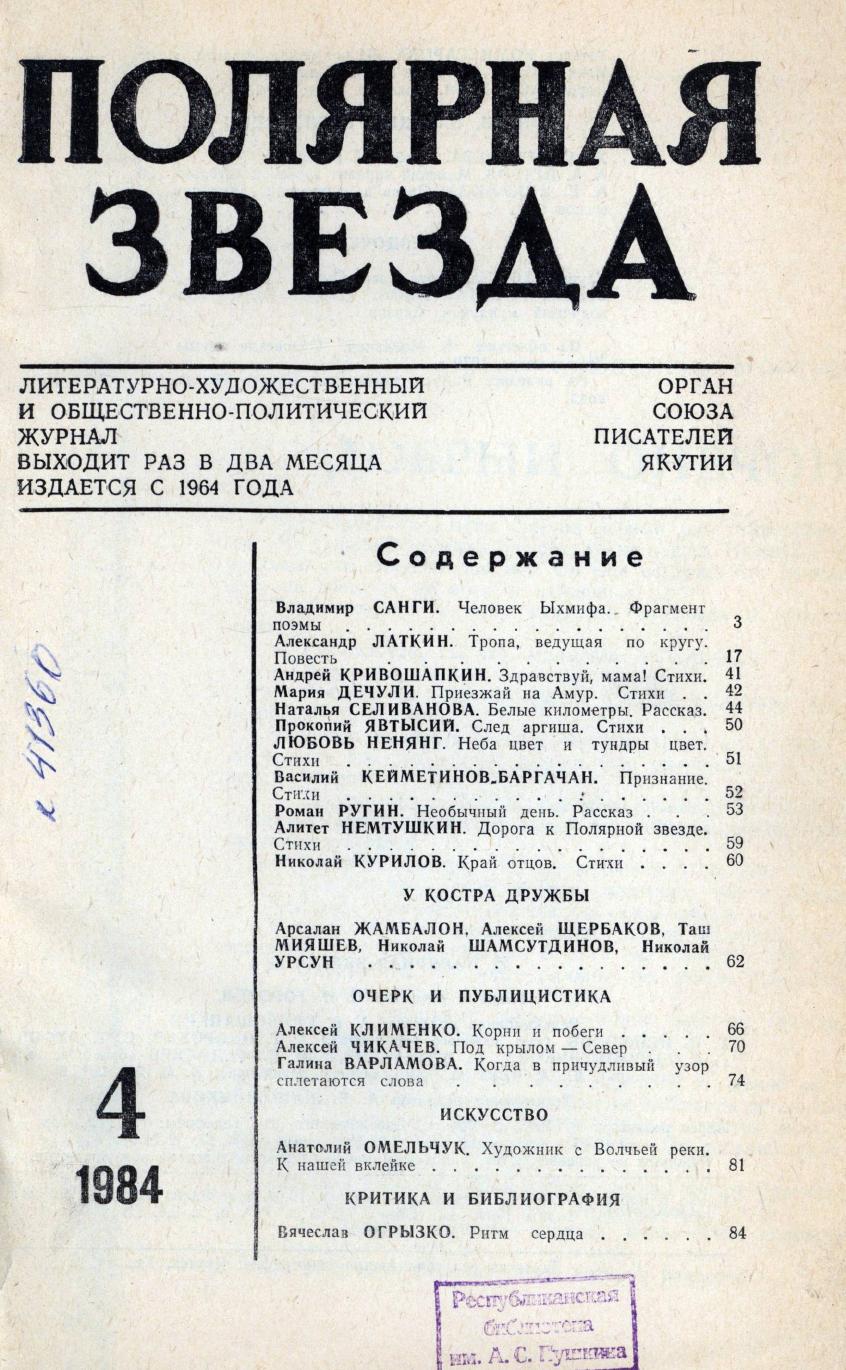 ПОЛЯРНАЯ
ЗВЕЗДА
ЛИТЕРАТУРНО-ХУДОЖЕСТВЕННЫЙ
И ОБЩЕСТВЕННО-ПОЛИТИЧЕСКИЙ
ЖУРНАЛ
ВЫХОДИТ РАЗ В ДВА МЕСЯЦА
ИЗДАЕТСЯ С 1964 ГОДА
ОРГАН
СОЮЗА
ПИСАТЕЛЕЙ
ЯКУТИИ
Содержание
Владимир САНГИ. Человек Ыхмифа. Фрагмент
поэмы . . . . . . . . . . . . . . . . . 3
Александр ЛАТКИН. Тропа, ведущая по кругу.
Повесть . . . . . . . . . . . . . 17
Андрей КРИВОШАПКИН. Здравствуй, мама! Стихи. 41
Мария ДЕЧУЛИ. Приезжай на Амур. Стихи . . 42
Наталья СЕЛИВАНОВА. Белые километры. Рассказ. 44
Прокопий ЯВТЫСИЙ. След аргиша. Стихи . . . 50
ЛЮБОВЬ НЕНЯНГ. Неба цвет и тундры цвет.
Стихи . . . . . . . . . . . . . . . . . 51
Василий КЕЙМЕТИНОВ-БАРГАЧАН. Признание.
Стихи . . . . . . . . . . . . . . . . . 52
Роман РУГИН. Необычный день. Рассказ . . . 53
Алитет НЕМТУШКИН. Дорога к Полярной звезде.
Стихи . . . . . . . . . . . . . . . . . 59
Николай КУРИЛОВ. Край отцов. Стихи . . . . 60
У КОСТРА ДРУЖБЫ
Арсалан ЖАМБАЛОН, Алексей ЩЕРБАКОВ, Таш
МИЯШЕВ, Николай ШАМСУТДИНОВ, Николай
УРСУН . . . . . . . . . . . . . . . . 62
ОЧЕРК И ПУБЛИЦИСТИКА
Алексей КЛИМЕНКО. Корни и побеги . . . . . 66
Алексей ЧИКАЧЕВ. Под крылом — Север . . . 70
Галина ВАРЛАМОВА. Когда в причудливый узор
сплетаются слова . . . . . . . . . . 74
ИСКУССТВО
Анатолий ОМЕЛЬЧУК. Художник с Волчьей реки.
К нашей вклейке . . . . . . . . . . . . . 81
КРИТИКА И БИБЛИОГРАФИЯ
Вячеслав ОГРЫЗКО. Ритм сердца . . . . . . 84
4
1984
к 41360
Республиканская
библиотека
им. А. С. Пушкина